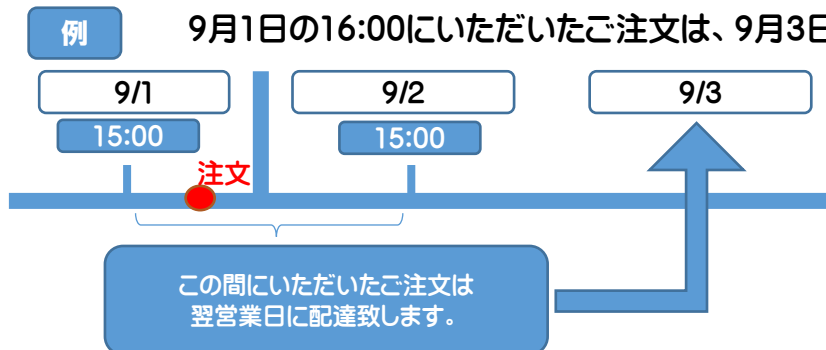 例
9月1日の16:00にいただいたご注文は、9月3日
9/1
9/2
9/3
15:00
15:00
注文
この間にいただいたご注文は
翌営業日に配達致します。